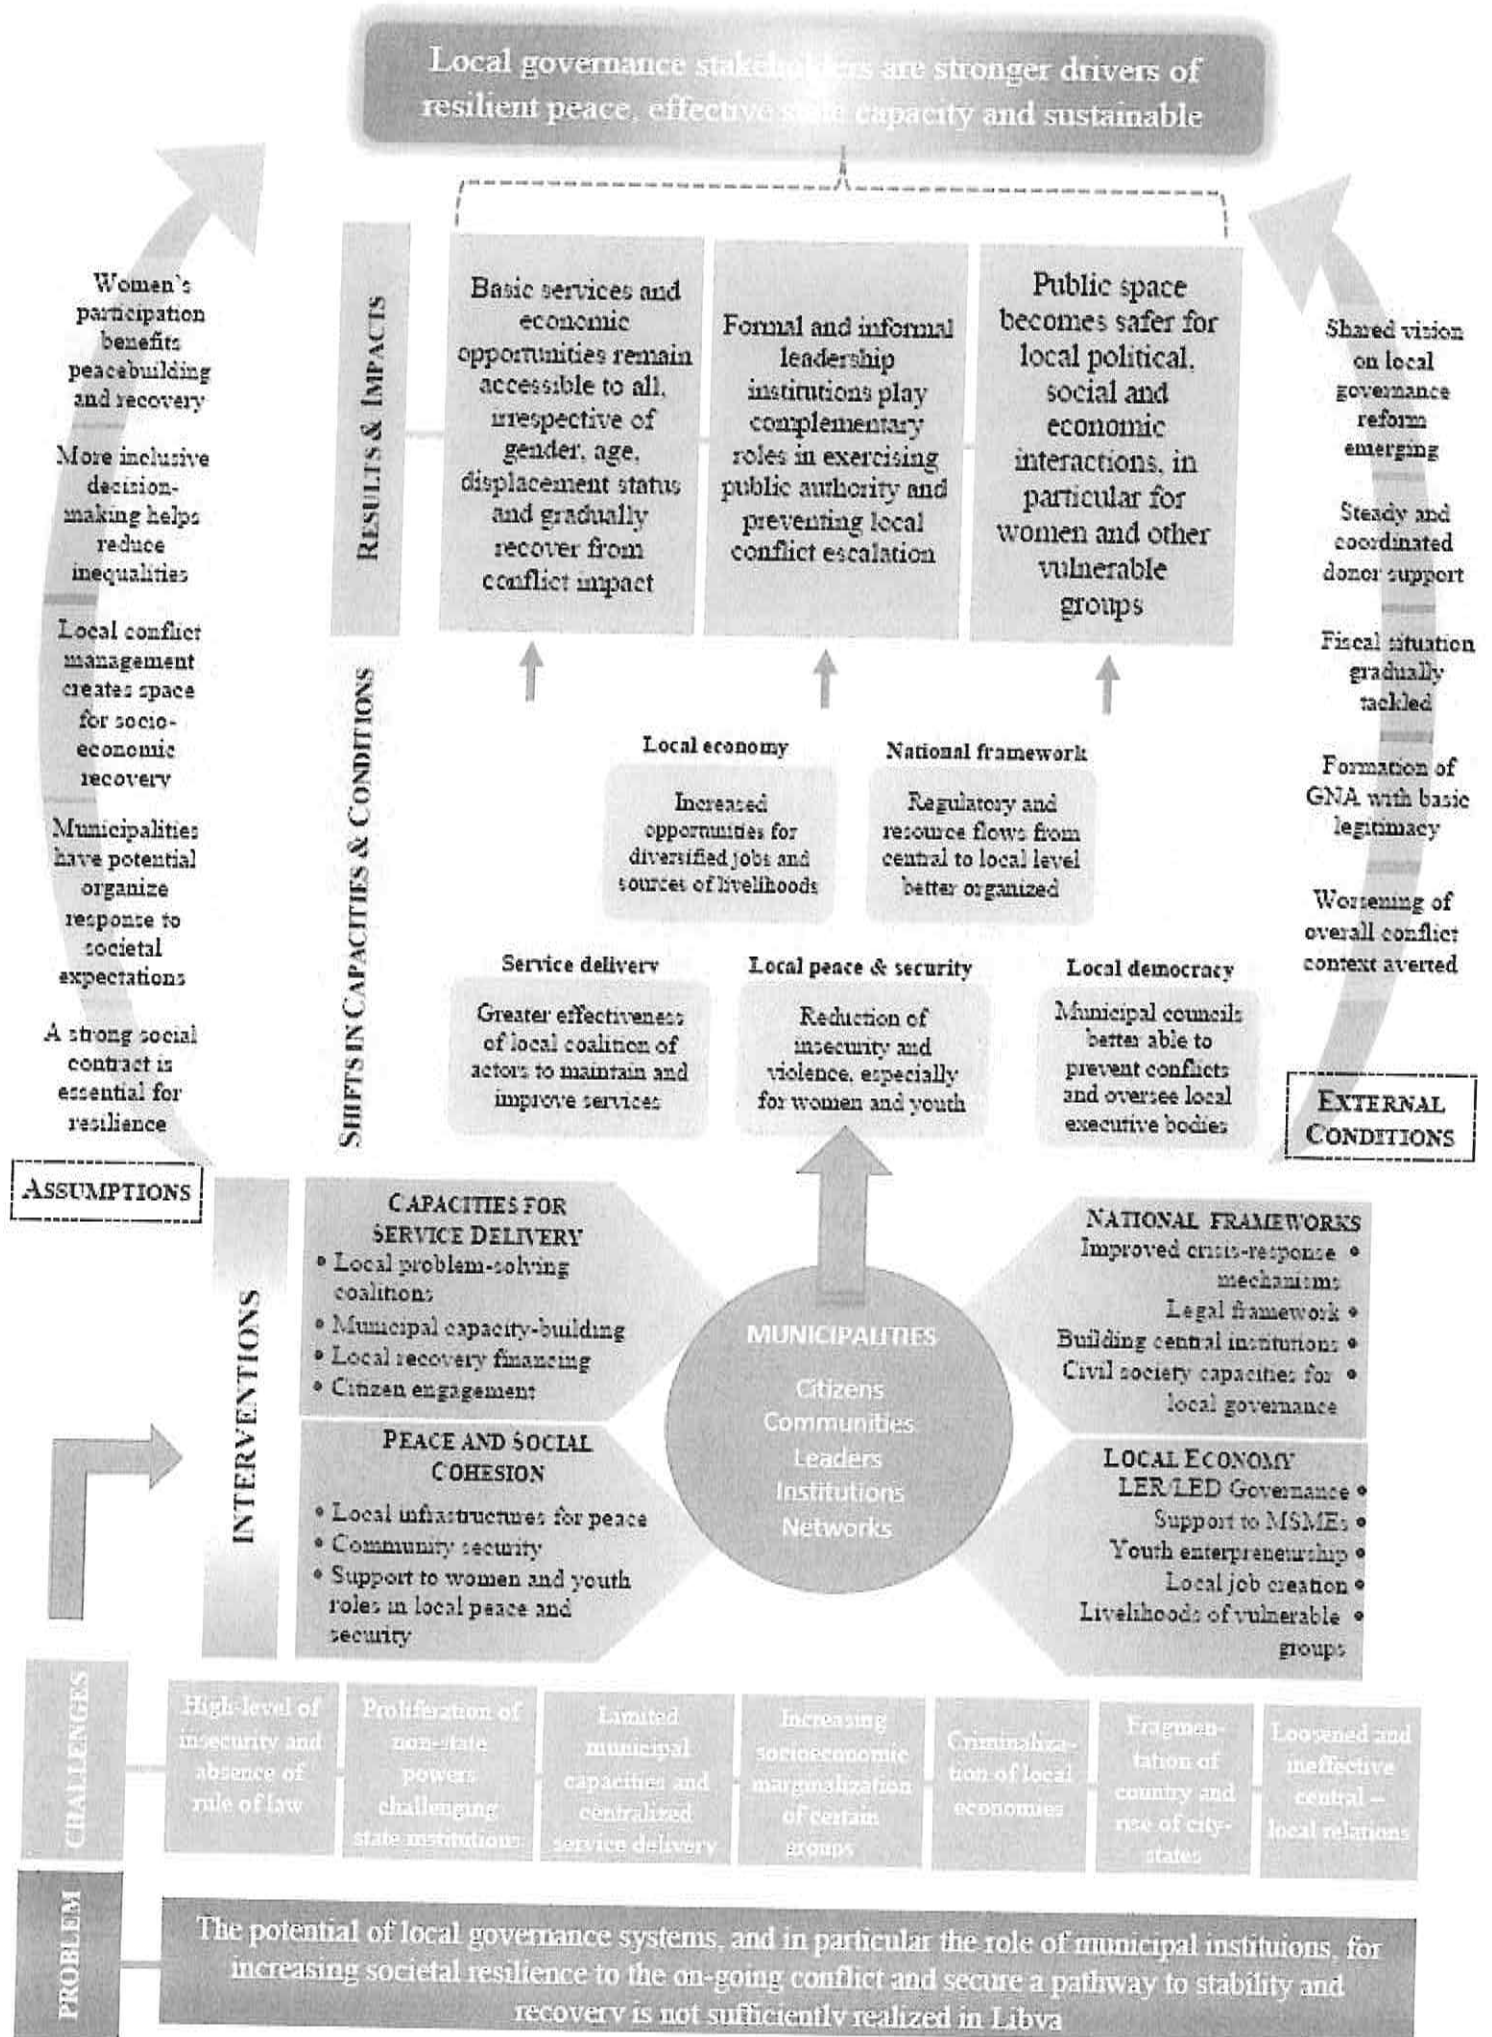 Local governance stakeholders are stronger drivers of
resilient peace, effective state capacity and sustainable
Women's
participation
benefits
peacebuilding
and recovery
More inclusive
decision-
making helps
reduce
inequalities
Local conflict
management
creates space
for socio-
economic
recovery
Municipalities
have potential
organize
response to
societal
expectations
A strong social
contract is
essential for
resilience
ASSUMPTIONS
RESULTS & IMPACTS
Basic services and
economic
opportunities remain
accessible to all,
irrespective of
gender, age,
displacement status
and gradually
recover from
conflict impact
Formal and informal
leadership
institutions play
complementary
roles in exercising
public authority and
preventing local
conflict escalation
Public space
becomes safer for
local political,
social and
economic
interactions, in
particular for
women and other
vulnerable
groups
Shared vision
on local
governance
reform
emerging
Steady and
coordinated
donor support
Fiscal situation
gradually
tackled
Formation of
GNA with basic
legitimacy
Worsening of
overall conflict
context averted
EXTERNAL
CONDITIONS
SHIFTS IN CAPACITIES & CONDITIONS
Local economy
Increased
opportunities for
diversified jobs and
sources of livelihoods
National framework
Regulatory and
resource flows from
central to local level
better organized
Service delivery
Greater effectiveness
of local coalition of
actors to maintain and
improve services
Local peace & security
Reduction of
insecurity and
violence, especially
for women and youth
Local democracy
Municipal councils
better able to
prevent conflicts
and oversee local
executive bodies
INTERVENTIONS
CAPACITIES FOR
SERVICE DELIVERY
• Local problem-solving
coalitions
• Municipal capacity-building
• Local recovery financing
• Citizen engagement
PEACE AND SOCIAL
COHESION
• Local infrastructures for peace
• Community security
• Support to women and youth
roles in local peace and
security
MUNICIPALITIES
Citizens
Communities
Leaders
Institutions
Networks
NATIONAL FRAMEWORKS
Improved crisis-response •
mechanisms
Legal framework •
Building central institutions •
Civil society capacities for •
local governance
LOCAL ECONOMY
LER/LED Governance •
Support to MSMEs •
Youth enterpreneurship •
Local job creation •
Livelihoods of vulnerable •
groups
CHALLENGES
High-level of
insecurity and
absence of
rule of law
Proliferation of
non-state
powers
challenging
state institutions
Limited
municipal
capacities and
centralized
service delivery
Increasing
socioeconomic
marginalization
of certain
groups
Criminaliza-
tion of local
economies
Fragmen-
tation of
country and
rise of city-
states
Loosened and
ineffective
central –
local relations
PROBLEM
The potential of local governance systems, and in particular the role of municipal instituions, for
increasing societal resilience to the on-going conflict and secure a pathway to stability and
recovery is not sufficiently realized in Libya